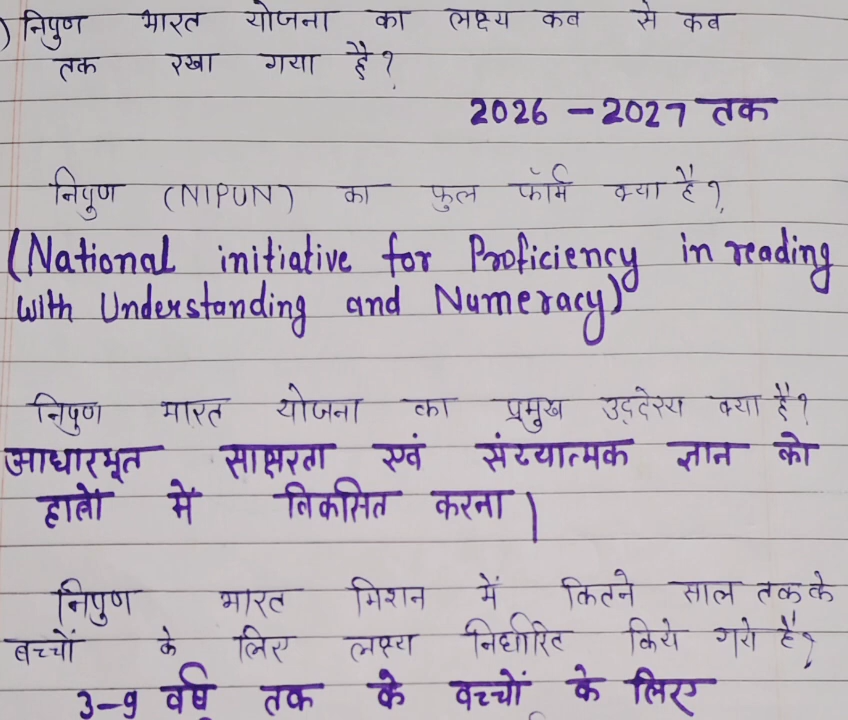 ) निपुण भारत योजना का लक्ष्य कब से कब
तक रखा गया है ?
2026 - 2027 तक
निपुण (NIPUN) का फुल फॉर्म क्या है ?
(National initiative for Proficiency in reading
with Understanding and Numeracy)
निपुण भारत योजना का प्रमुख उद्देश्य क्या है ?
आधारभूत साक्षरता एवं संख्यात्मक ज्ञान को
छात्रों में विकसित करना |
निपुण भारत मिशन में कितने साल तक के
बच्चों के लिए लक्ष्य निर्धारित किये गये है ?
3-9 वर्ष तक के बच्चों के लिए